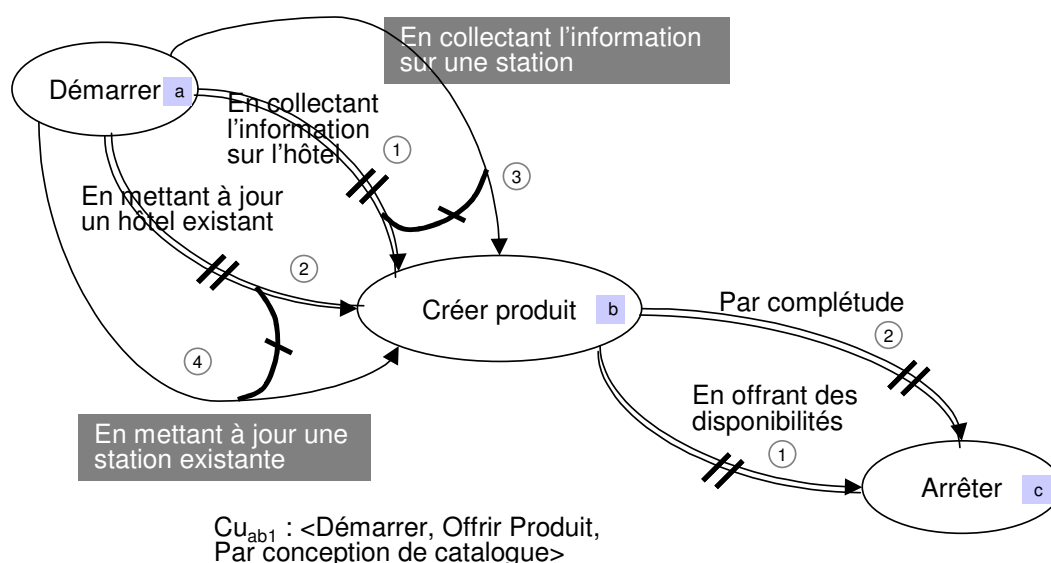 En collectant l’information
sur une station
Démarrer
a
En collectant
l’information
sur l’hôtel
1
3
En mettant à jour
un hôtel existant
2
Créer produit
b
Par complétude
2
4
En offrant des
disponibilités
1
En mettant à jour une
station existante
Arrêter
c
Cuab1 : <Démarrer, Offrir Produit,
Par conception de catalogue>